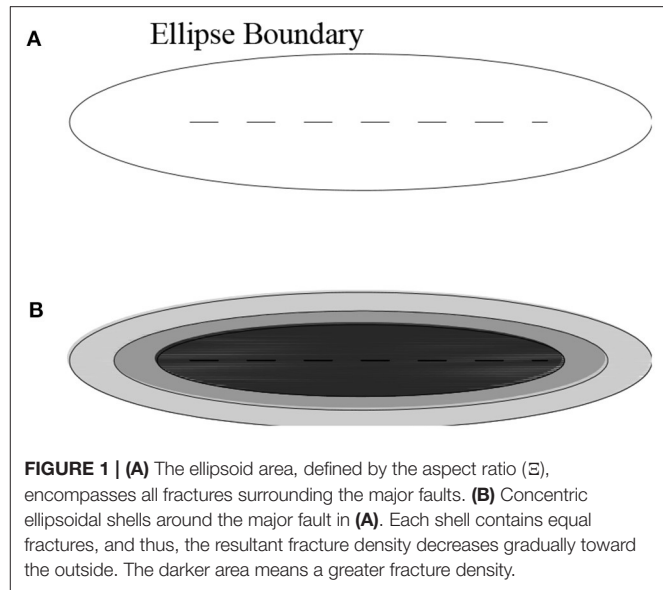 A
Ellipse Boundary
B
FIGURE 1 | (A) The ellipsoid area, defined by the aspect ratio (Ξ),
encompasses all fractures surrounding the major faults. (B) Concentric
ellipsoidal shells around the major fault in (A). Each shell contains equal
fractures, and thus, the resultant fracture density decreases gradually toward
the outside. The darker area means a greater fracture density.